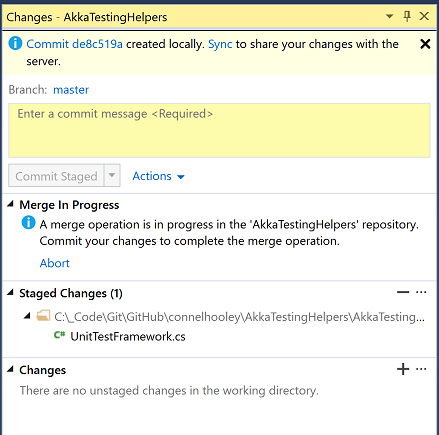 Changes - AkkaTestingHelpers
Commit de8c519a created locally. Sync to share your changes with the
server.
Branch: master
Enter a commit message <Required>
Commit Staged
Actions
Merge In Progress
A merge operation is in progress in the 'AkkaTestingHelpers' repository.
Commit your changes to complete the merge operation.
Abort
Staged Changes (1)
C:\_Code\Git\GitHub\connelhooley\AkkaTestingHelpers\AkkaTesting...
C# UnitTestFramework.cs
Changes
There are no unstaged changes in the working directory.